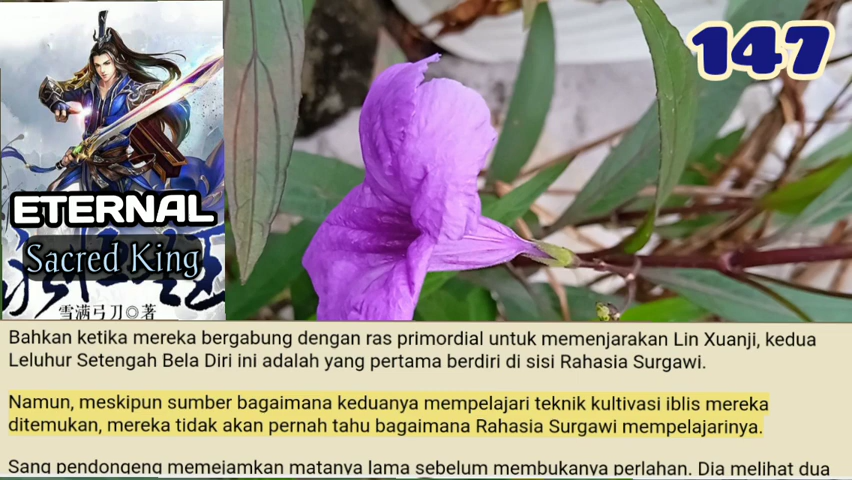 147
ETERNAL
Sacred King
雪满弓刀◎著
Bahkan ketika mereka bergabung dengan ras primordial untuk memenjarakan Lin Xuanji, kedua
Leluhur Setengah Bela Diri ini adalah yang pertama berdiri di sisi Rahasia Surgawi.
Namun, meskipun sumber bagaimana keduanya mempelajari teknik kultivasi iblis mereka
ditemukan, mereka tidak akan pernah tahu bagaimana Rahasia Surgawi mempelajarinya.
Sang pendongeng memejamkan matanya lama sebelum membukanya perlahan. Dia melihat dua